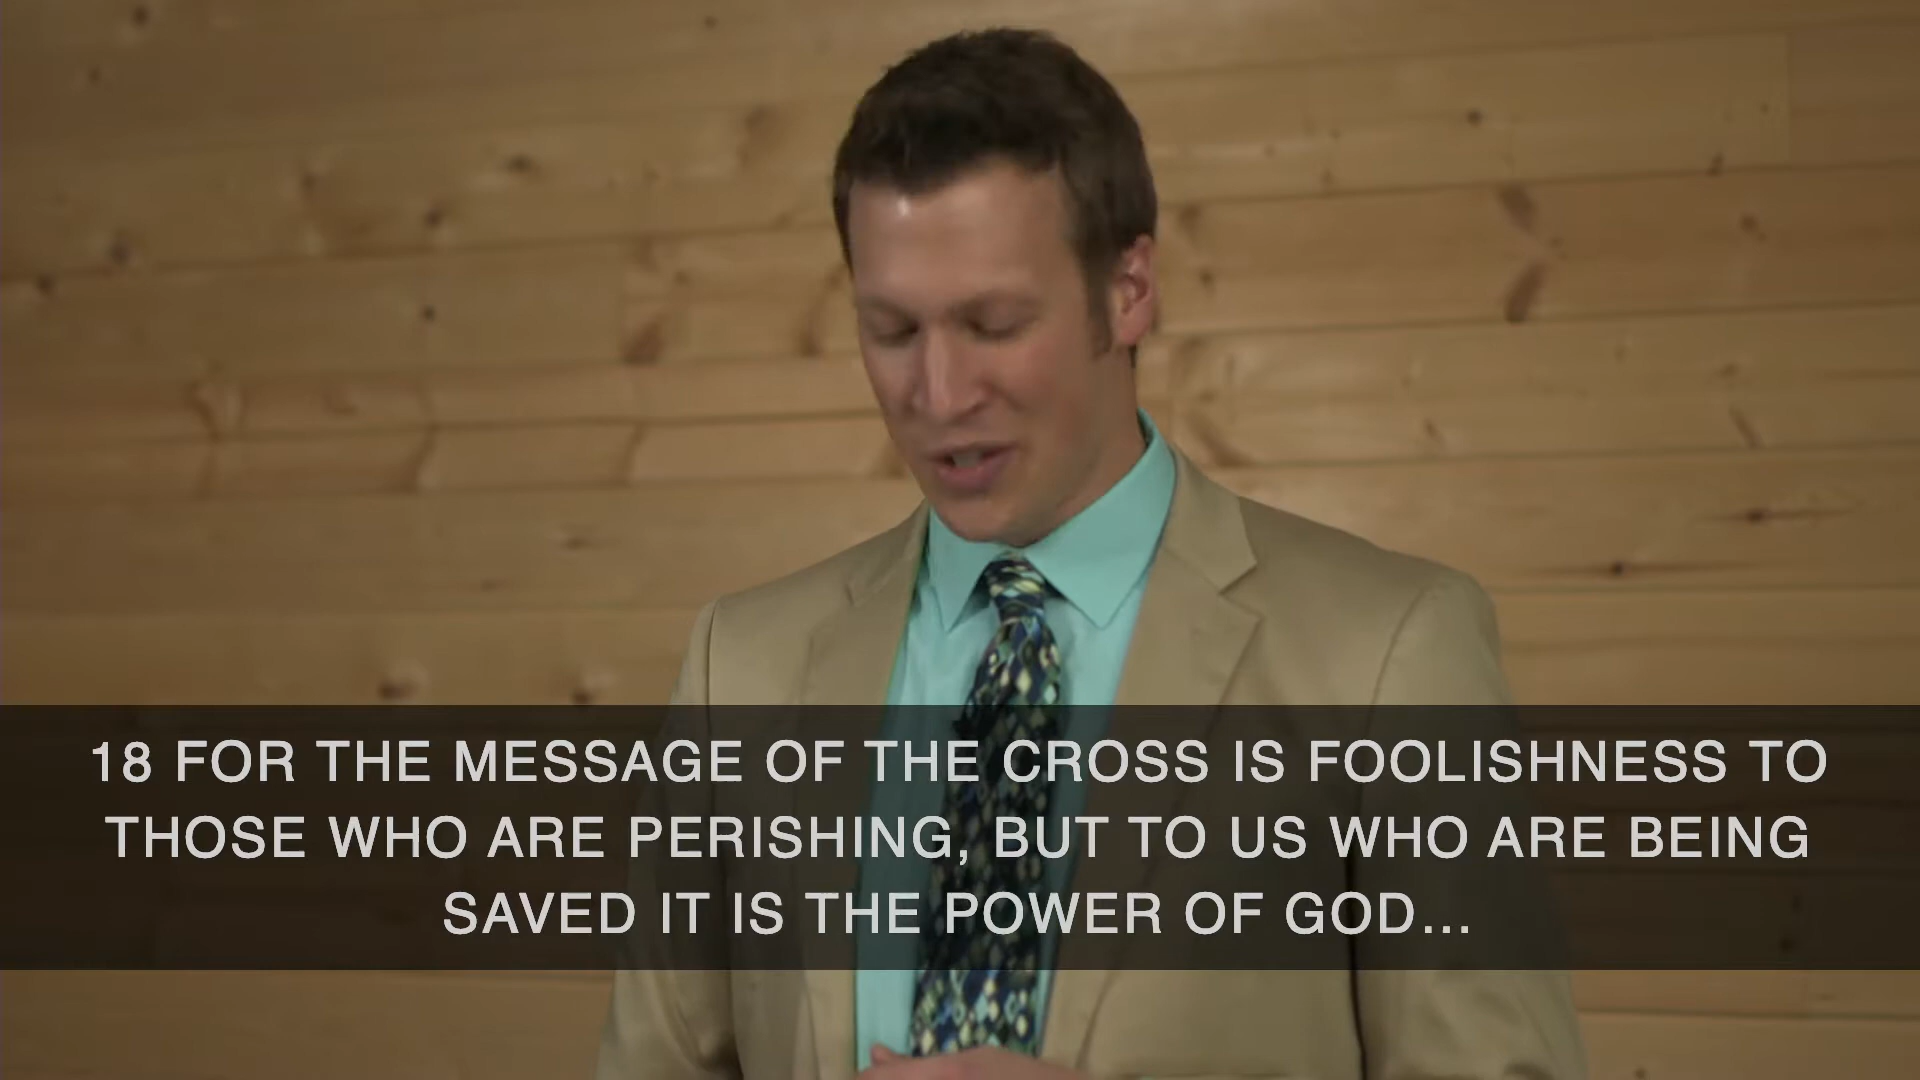 18 FOR THE MESSAGE OF THE CROSS IS FOOLISHNESS TO
THOSE WHO ARE PERISHING, BUT TO US WHO ARE BEING
SAVED IT IS THE POWER OF GOD...